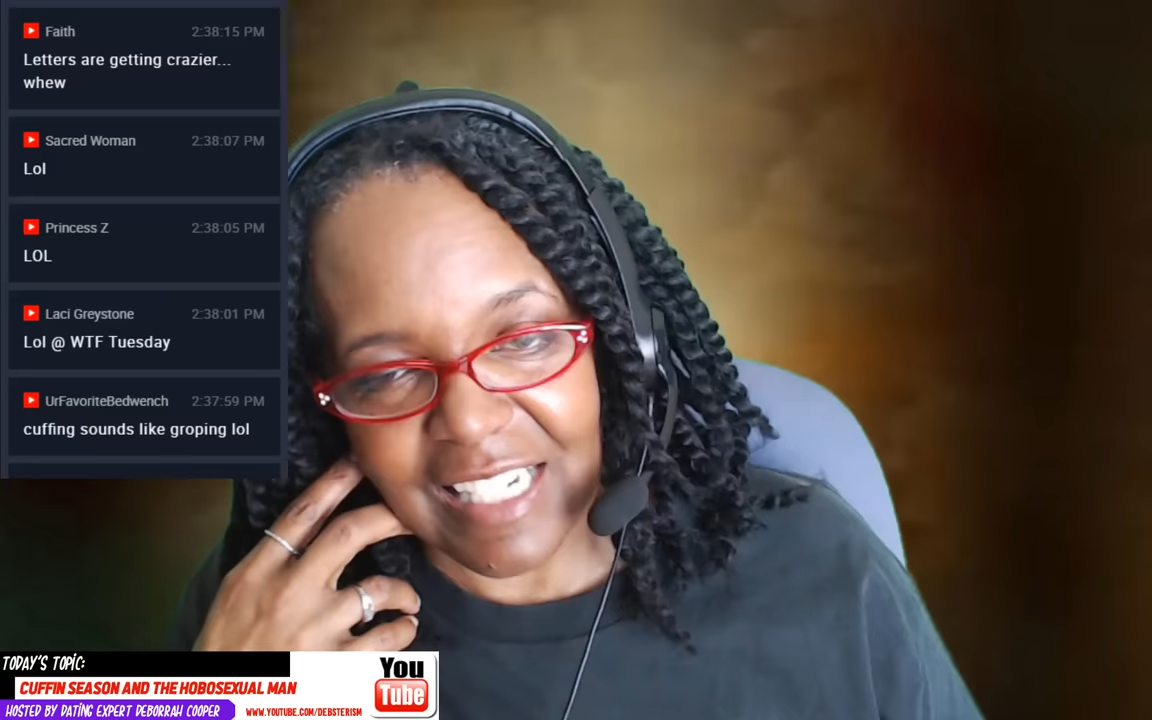 Faith 2:38:15 PM
Letters are getting crazier...
whew
Sacred Woman 2:38:07 PM
Lol
Princess Z 2:38:05 PM
LOL
Laci Greystone 2:38:01 PM
Lol @ WTF Tuesday
UrFavoriteBedwench 2:37:59 PM
cuffing sounds like groping lol
TODAY'S TOPIC:
CUFFIN SEASON AND THE HOBOSEXUAL MAN
HOSTED BY DATING EXPERT DEBORRAH COOPER
WWW.YOUTUBE.COM/DEBSTERISM
You
Tube